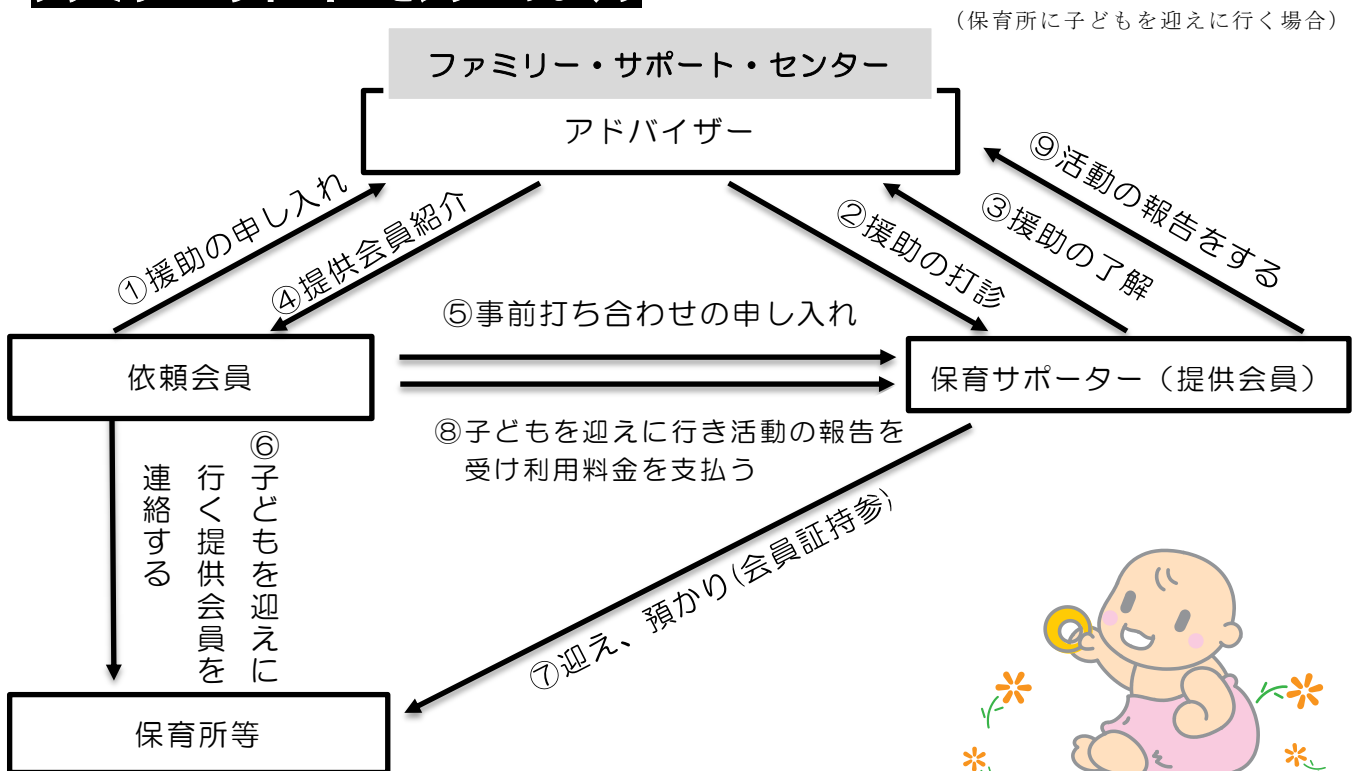 （保育所に子どもを迎えに行く場合）
ファミリー・サポート・センター
アドバイザー
①援助の申し入れ
④提供会員紹介
②援助の打診
③援助の了解
⑨活動の報告をする
⑤事前打ち合わせの申し入れ
依頼会員
保育サポーター（提供会員）
⑧子どもを迎えに行き活動の報告を
受け利用料金を支払う
⑥子どもを迎えに
行く提供会員を
連絡する
⑦迎え、預かり(会員証持参)
保育所等